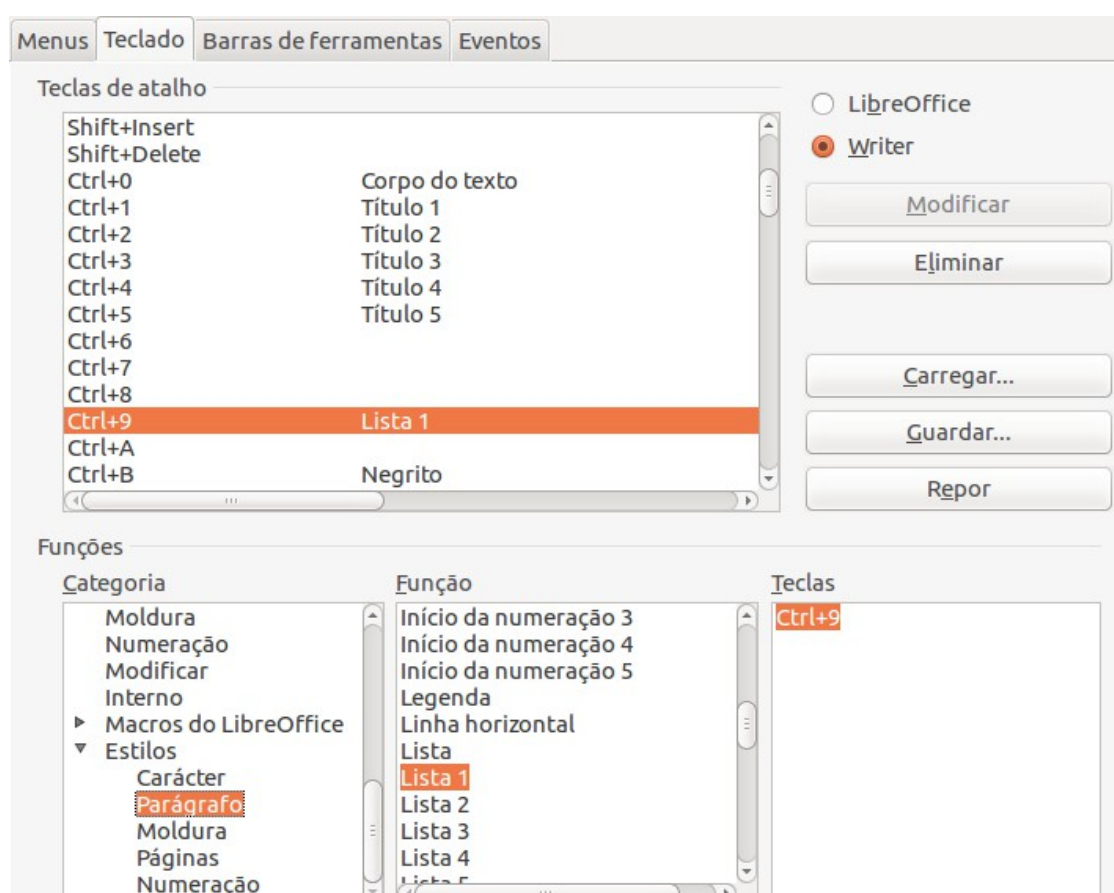 Menus Teclado Barras de ferramentas Eventos
Teclas de atalho
Shift+Insert
Shift+Delete
Ctrl+0 Corpo do texto
Ctrl+1 Título 1
Ctrl+2 Título 2
Ctrl+3 Título 3
Ctrl+4 Título 4
Ctrl+5 Título 5
Ctrl+6
Ctrl+7
Ctrl+8
Ctrl+9 Lista 1
Ctrl+A
Ctrl+B Negrito
LibreOffice
Writer
Modificar
Eliminar
Carregar...
Guardar...
Repor
Funções
Categoria
Moldura
Numeração
Modificar
Interno
Macros do LibreOffice
Estilos
Carácter
Parágrafo
Moldura
Páginas
Numeração
Função
Início da numeração 3
Início da numeração 4
Início da numeração 5
Legenda
Linha horizontal
Lista
Lista 1
Lista 2
Lista 3
Lista 4
Lista 5
Teclas
Ctrl+9